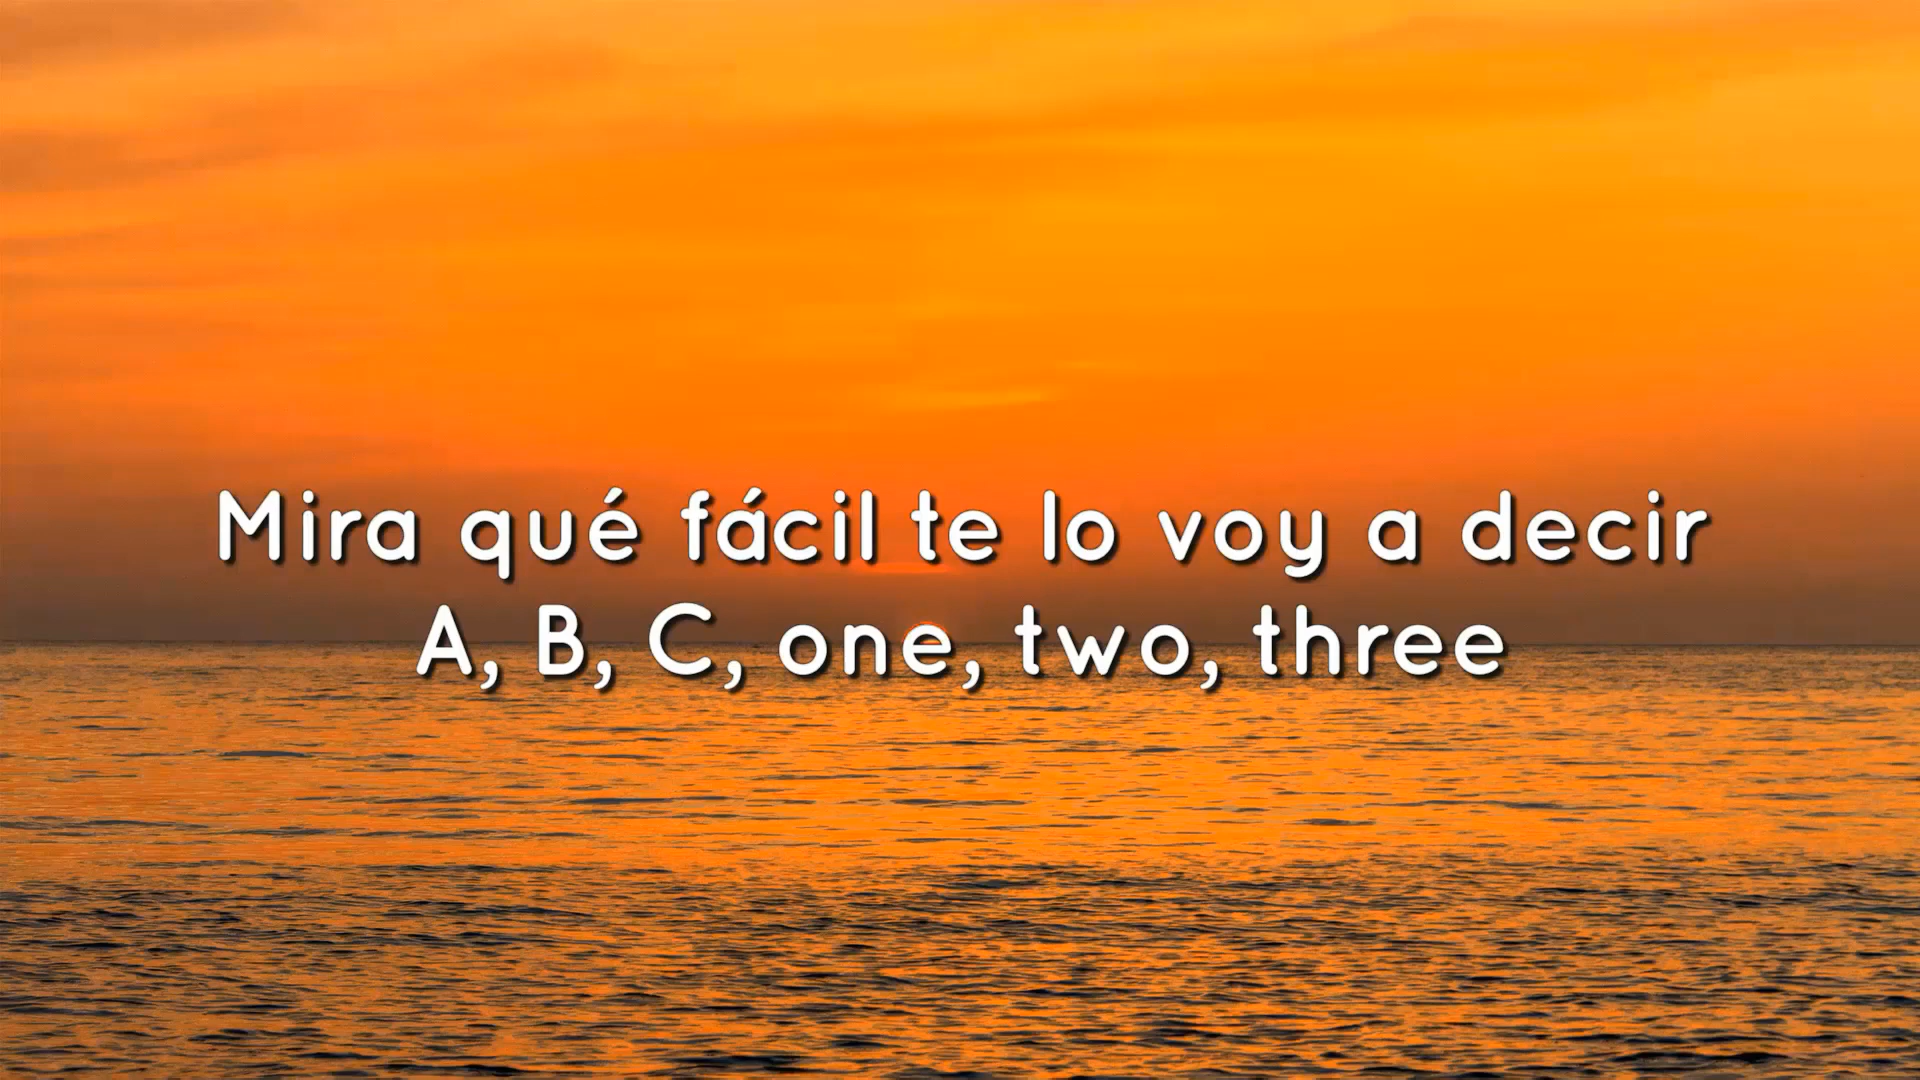 Mira qué fácil te lo voy a decir
A, B, C, one, two, three